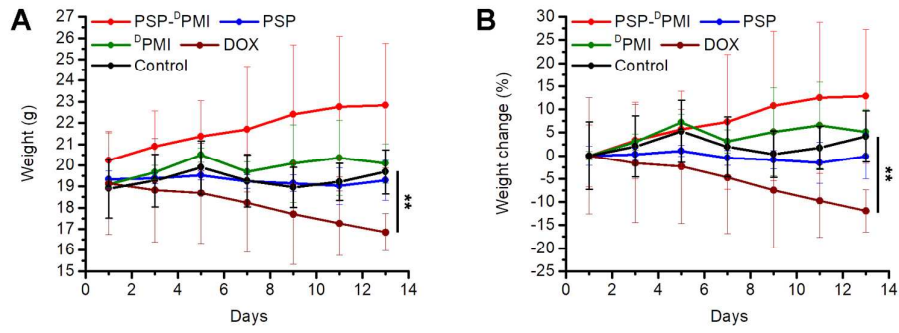 A
PSP-ᴰPMI PSP
ᴰPMI DOX
Control
Weight (g)
27
26
25
24
23
22
21
20
19
18
17
16
15
0 2 4 6 8 10 12 14
Days
**
B
PSP-ᴰPMI PSP
ᴰPMI DOX
Control
Weight change (%)
30
25
20
15
10
5
0
-5
-10
-15
-20
-25
0 2 4 6 8 10 12 14
Days
**